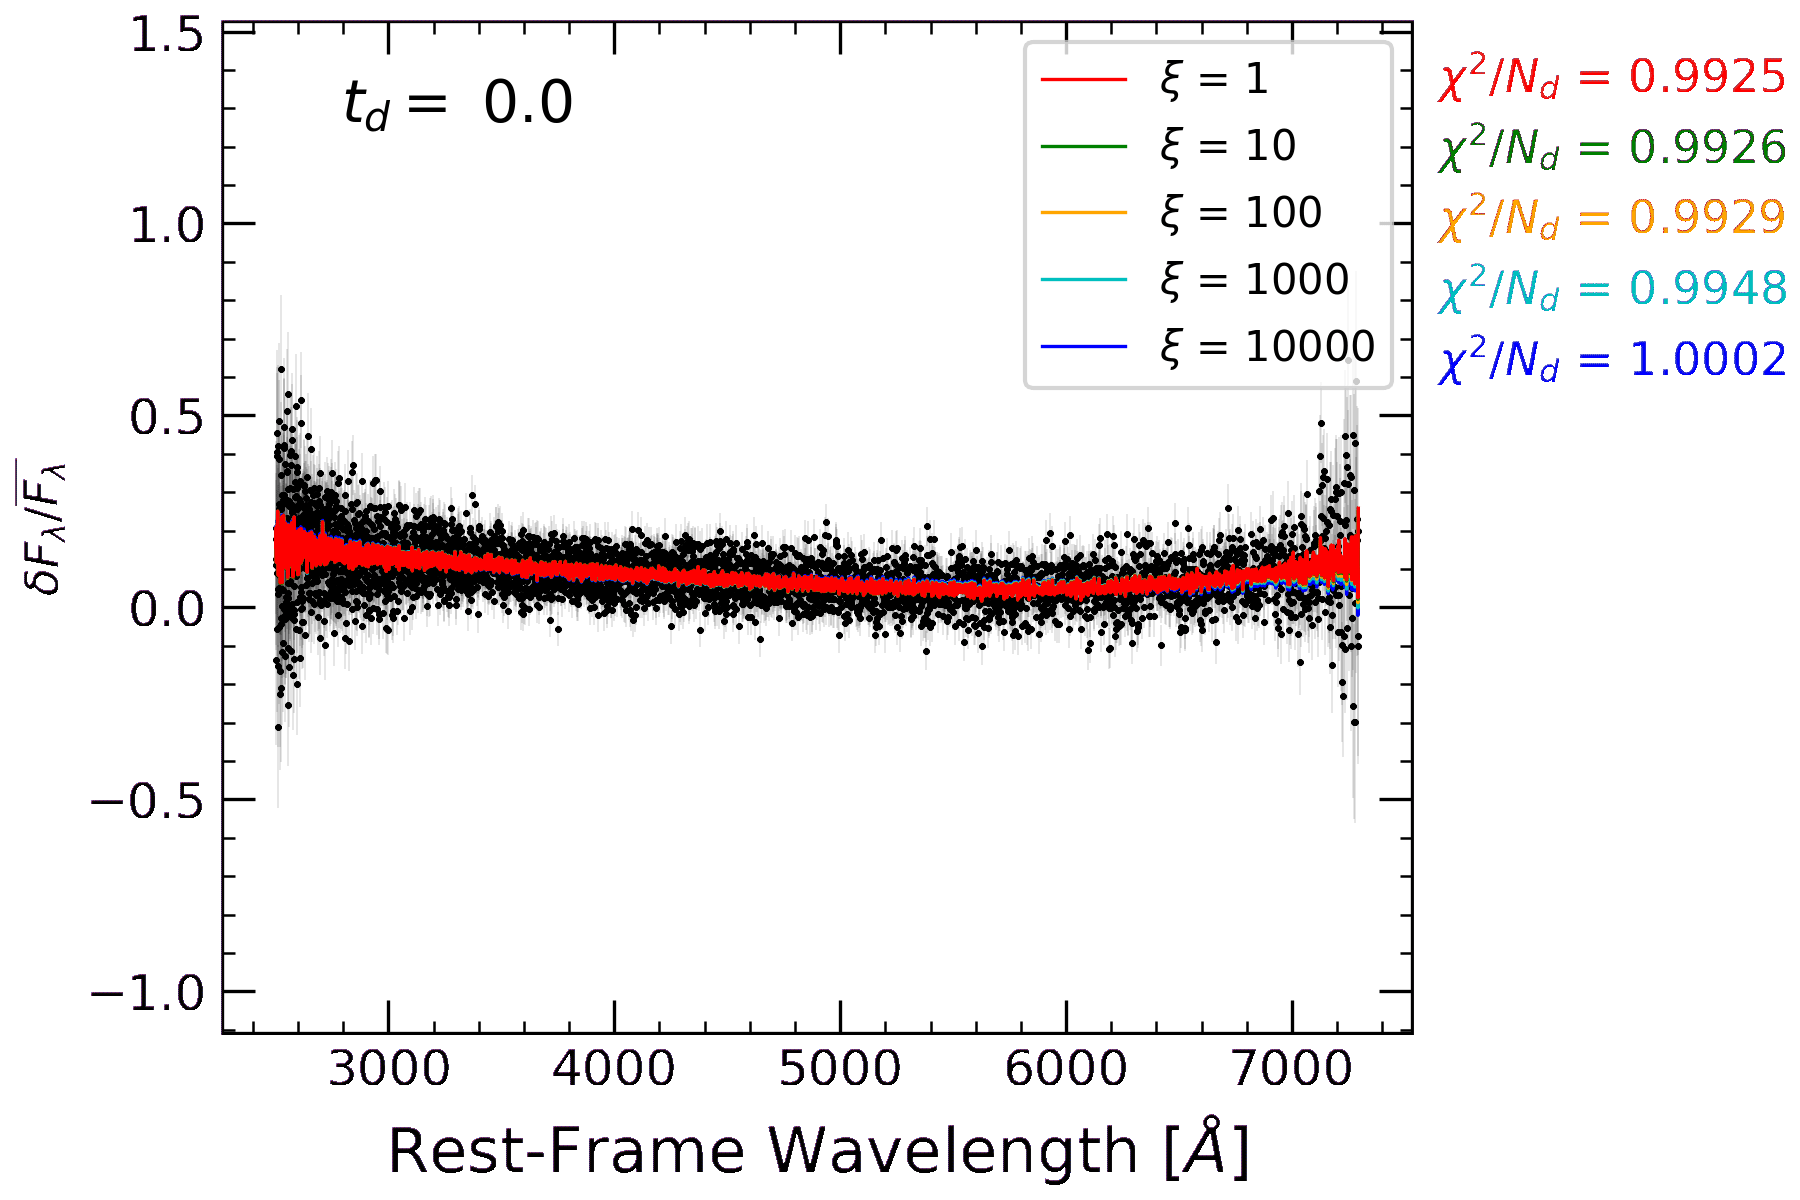 1.5
1.0
0.5
0.0
−0.5
−1.0
δF_λ/F̅_λ
t_d = 0.0
ξ = 1
ξ = 10
ξ = 100
ξ = 1000
ξ = 10000
χ²/N_d = 0.9925
χ²/N_d = 0.9926
χ²/N_d = 0.9929
χ²/N_d = 0.9948
χ²/N_d = 1.0002
3000 4000 5000 6000 7000
Rest-Frame Wavelength [Å]